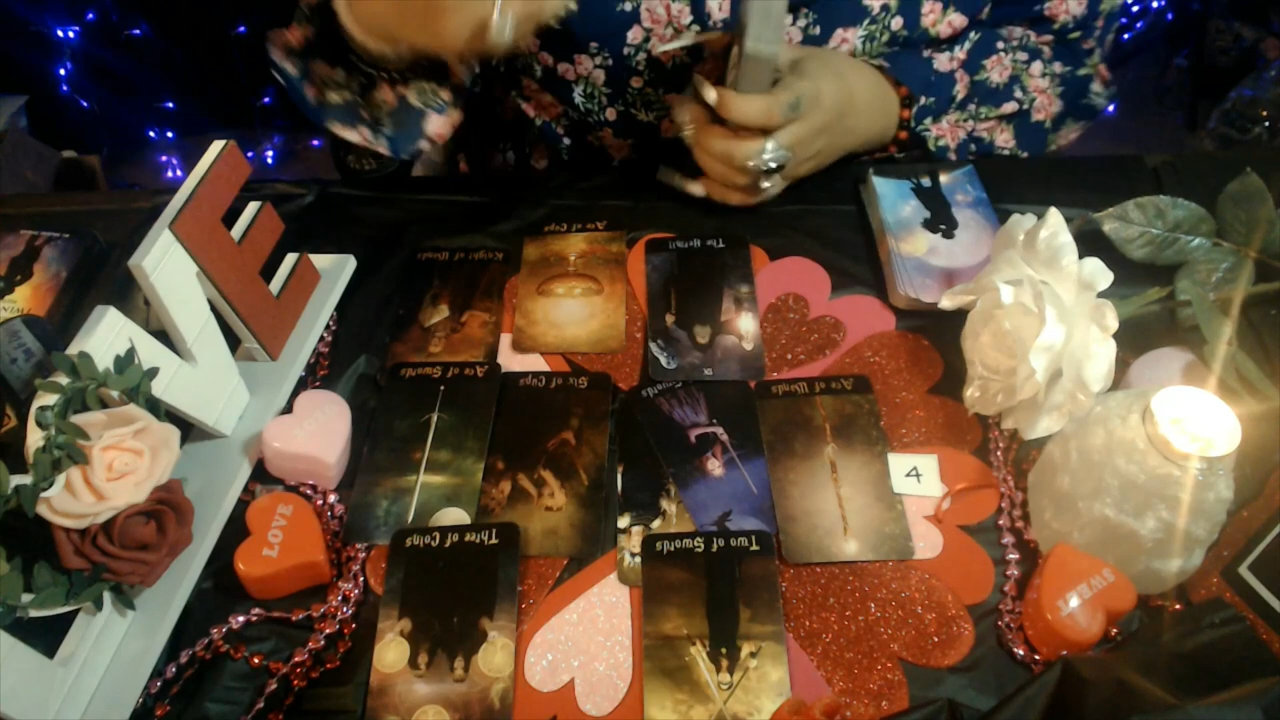 VE
Knight of Wands
Ace of Cups
The Hermit
IX
Ace of Swords
Six of Cups
Swords
Ace of Wands
4
LOVE
SWEET
Three of Coins
Two of Swords